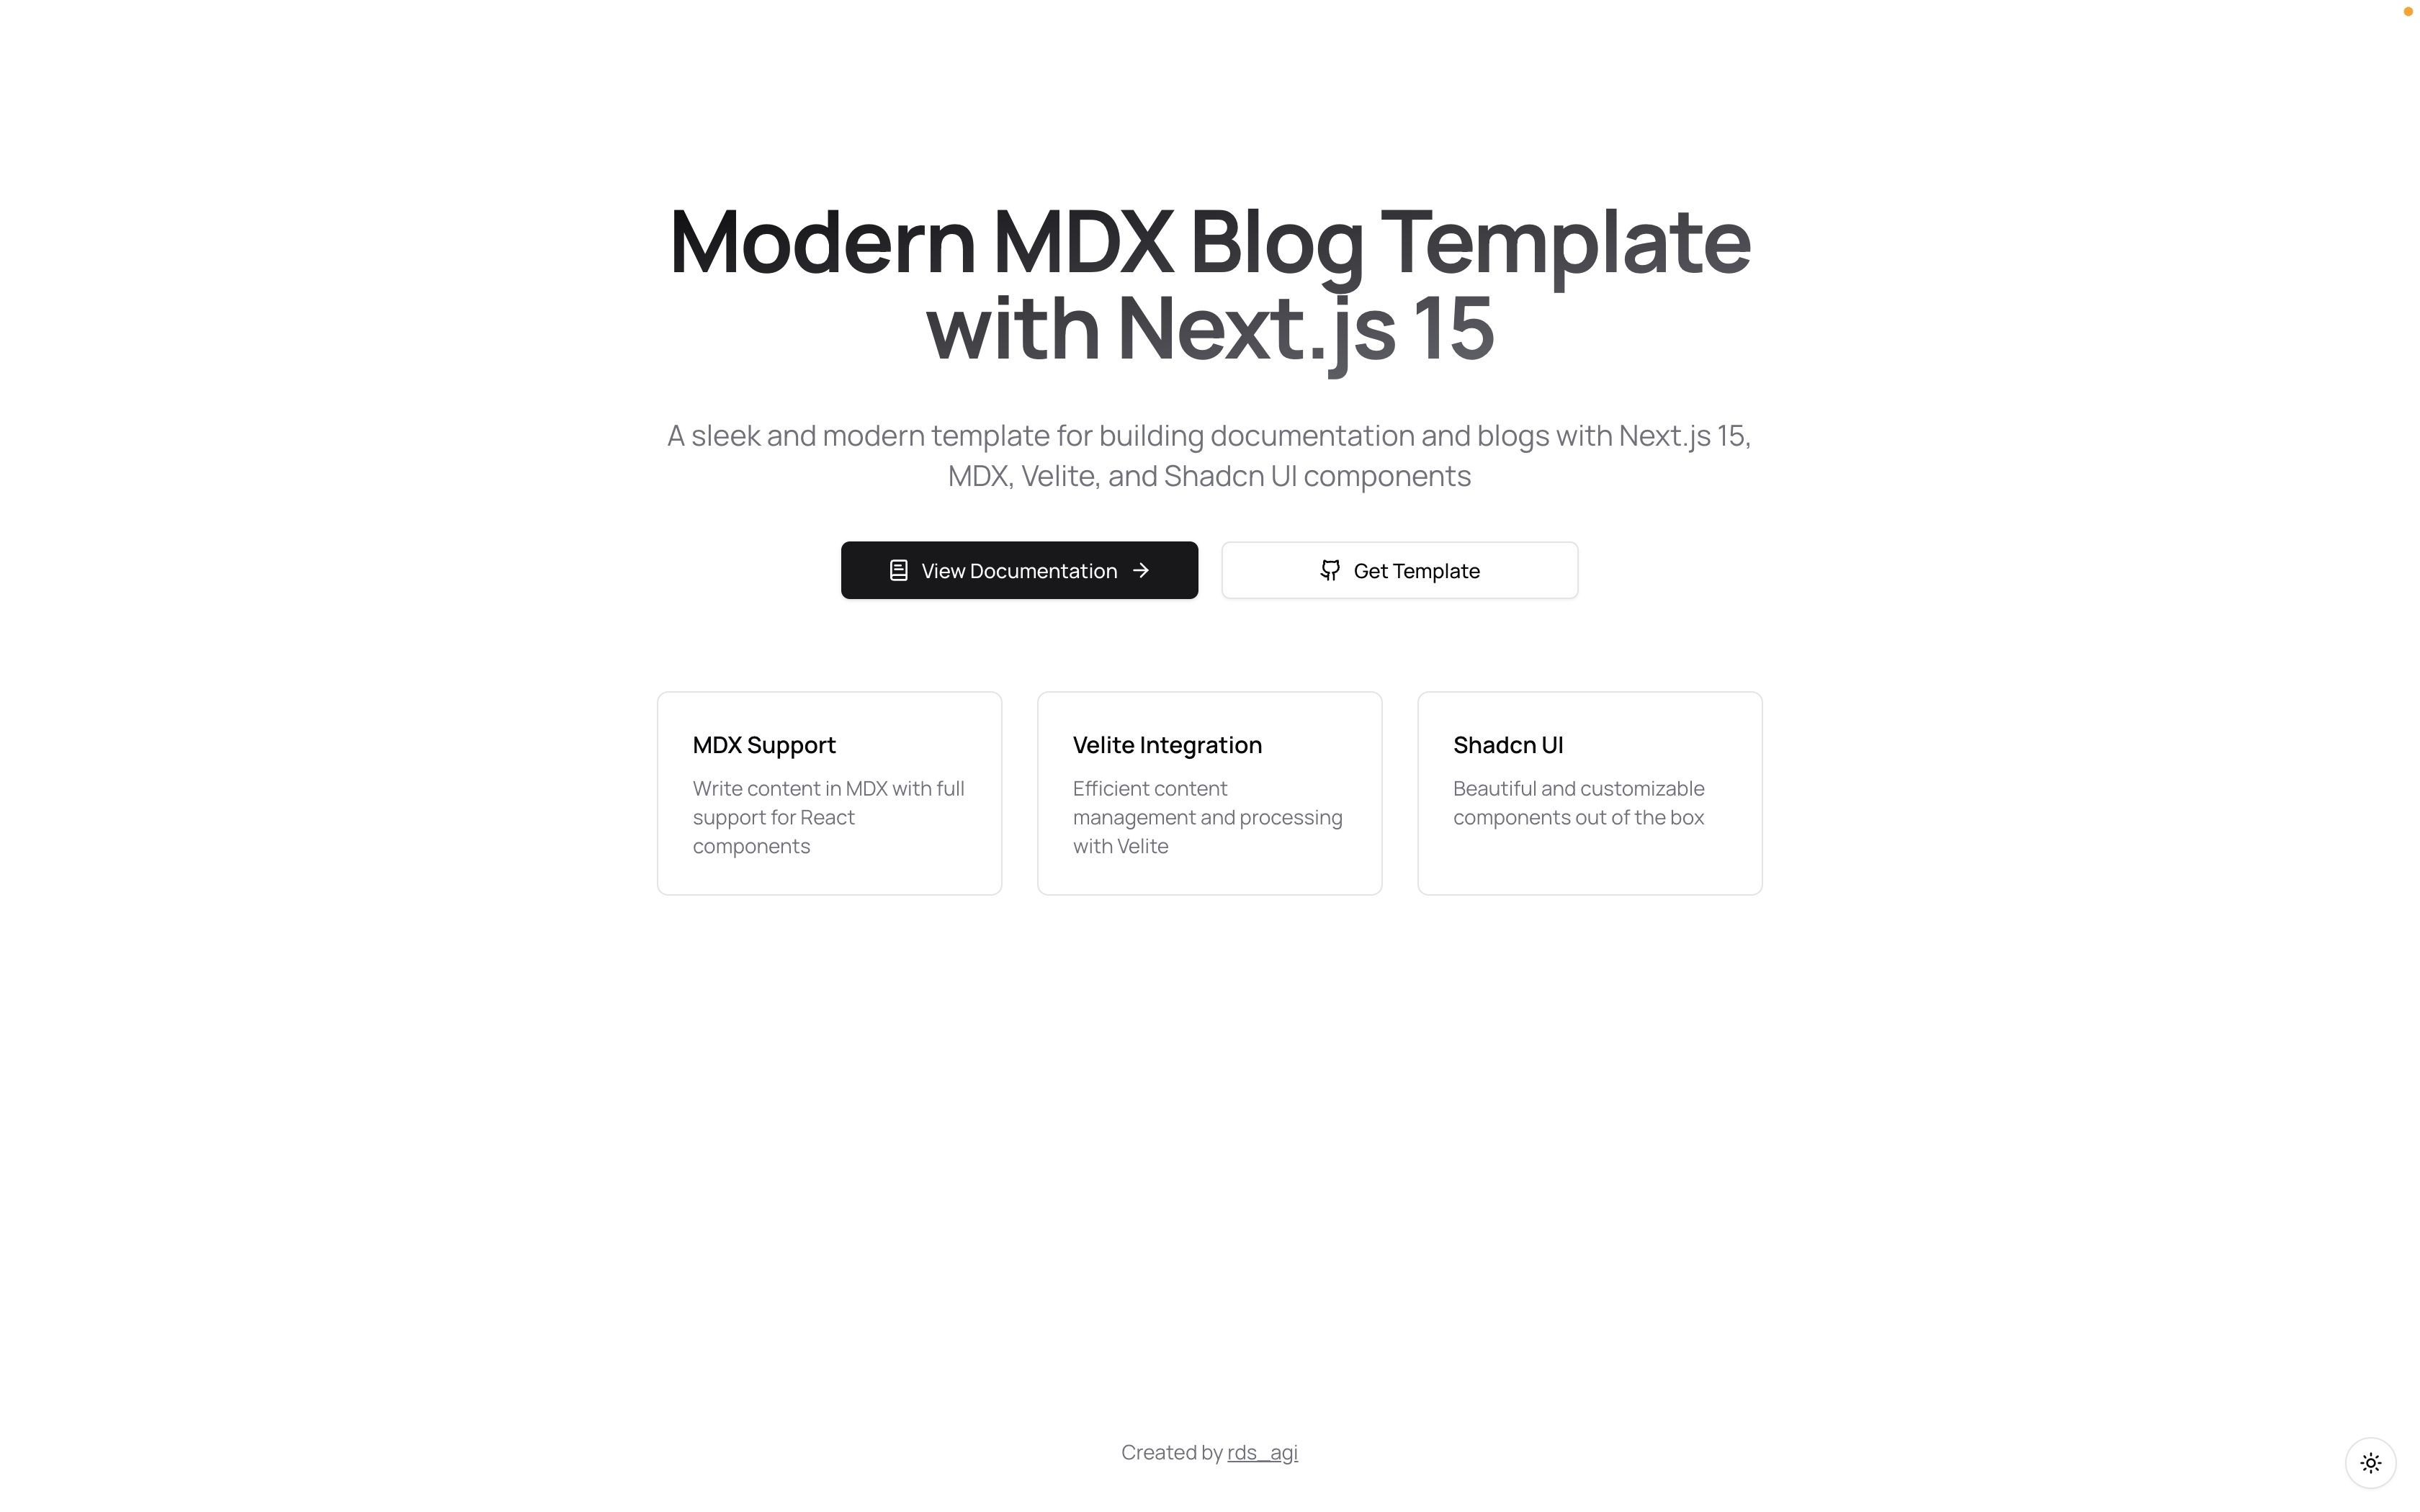 Modern MDX Blog Template
with Next.js 15
A sleek and modern template for building documentation and blogs with Next.js 15,
MDX, Velite, and Shadcn UI components
View Documentation
Get Template
MDX Support
Write content in MDX with full
support for React
components
Velite Integration
Efficient content
management and processing
with Velite
Shadcn UI
Beautiful and customizable
components out of the box
Created by rds_agi